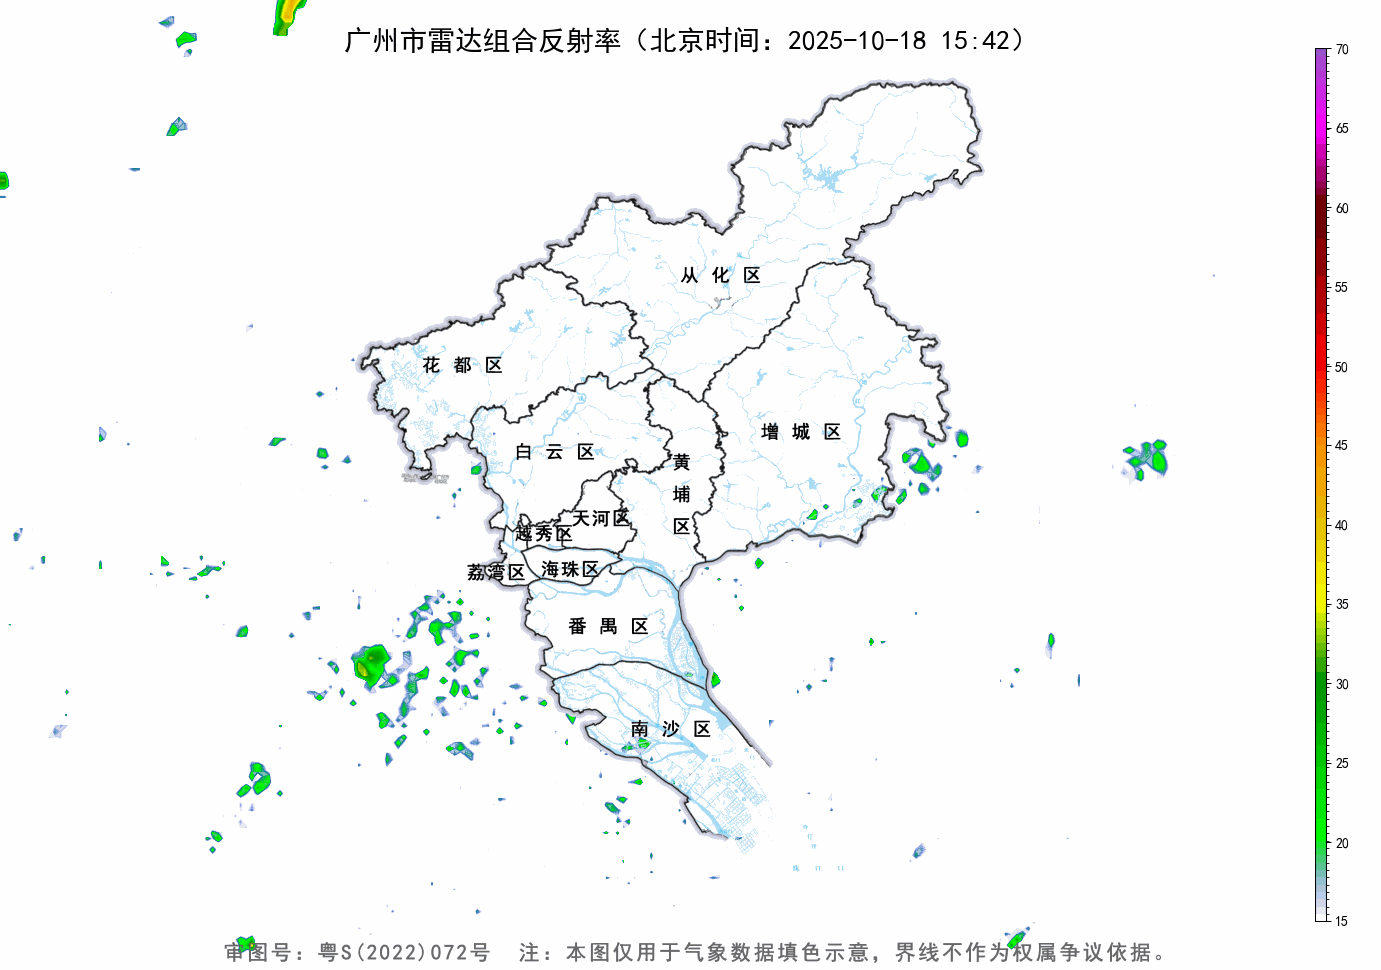 广州市雷达组合反射率（北京时间：2025-10-18 15:42）
70
65
60
55
50
45
40
35
30
25
20
15
从化区
花都区
增城区
白云区
黄埔区
天河区
越秀区
荔湾区
海珠区
番禺区
南沙区
审图号：粤S(2022)072号 注：本图仅用于气象数据填色示意，界线不作为权属争议依据。